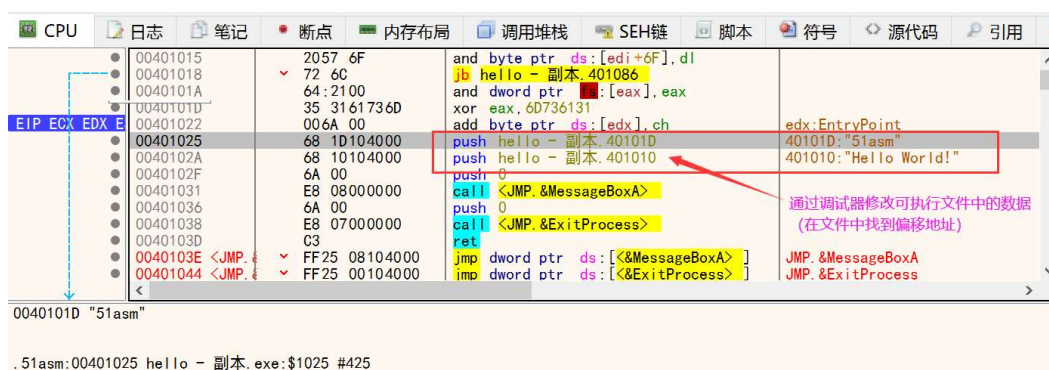 CPU 日志 笔记 断点 内存布局 调用堆栈 SEH链 脚本 符号 源代码 引用
00401015 2057 6F and byte ptr ds:[edi+6F],dl
00401018 72 6C jb hello - 副本.401086
0040101A 64:2100 and dword ptr fs:[eax],eax
0040101D 35 3161736D xor eax,6D736131
EIP ECX EDX E 00401022 006A 00 add byte ptr ds:[edx],ch edx:EntryPoint
00401025 68 1D104000 push hello - 副本.40101D 40101D:"51asm"
0040102A 68 10104000 push hello - 副本.401010 401010:"Hello World!"
0040102F 6A 00 push 0
00401031 E8 08000000 call <JMP.&MessageBoxA>
00401036 6A 00 push 0
00401038 E8 07000000 call <JMP.&ExitProcess>
0040103D C3 ret
0040103E <JMP.& FF25 08104000 jmp dword ptr ds:[<&MessageBoxA>] JMP.&MessageBoxA
00401044 <JMP.& FF25 00104000 jmp dword ptr ds:[<&ExitProcess>] JMP.&ExitProcess
通过调试器修改可执行文件中的数据
(在文件中找到偏移地址)
0040101D "51asm"
.51asm:00401025 hello - 副本.exe:$1025 #425